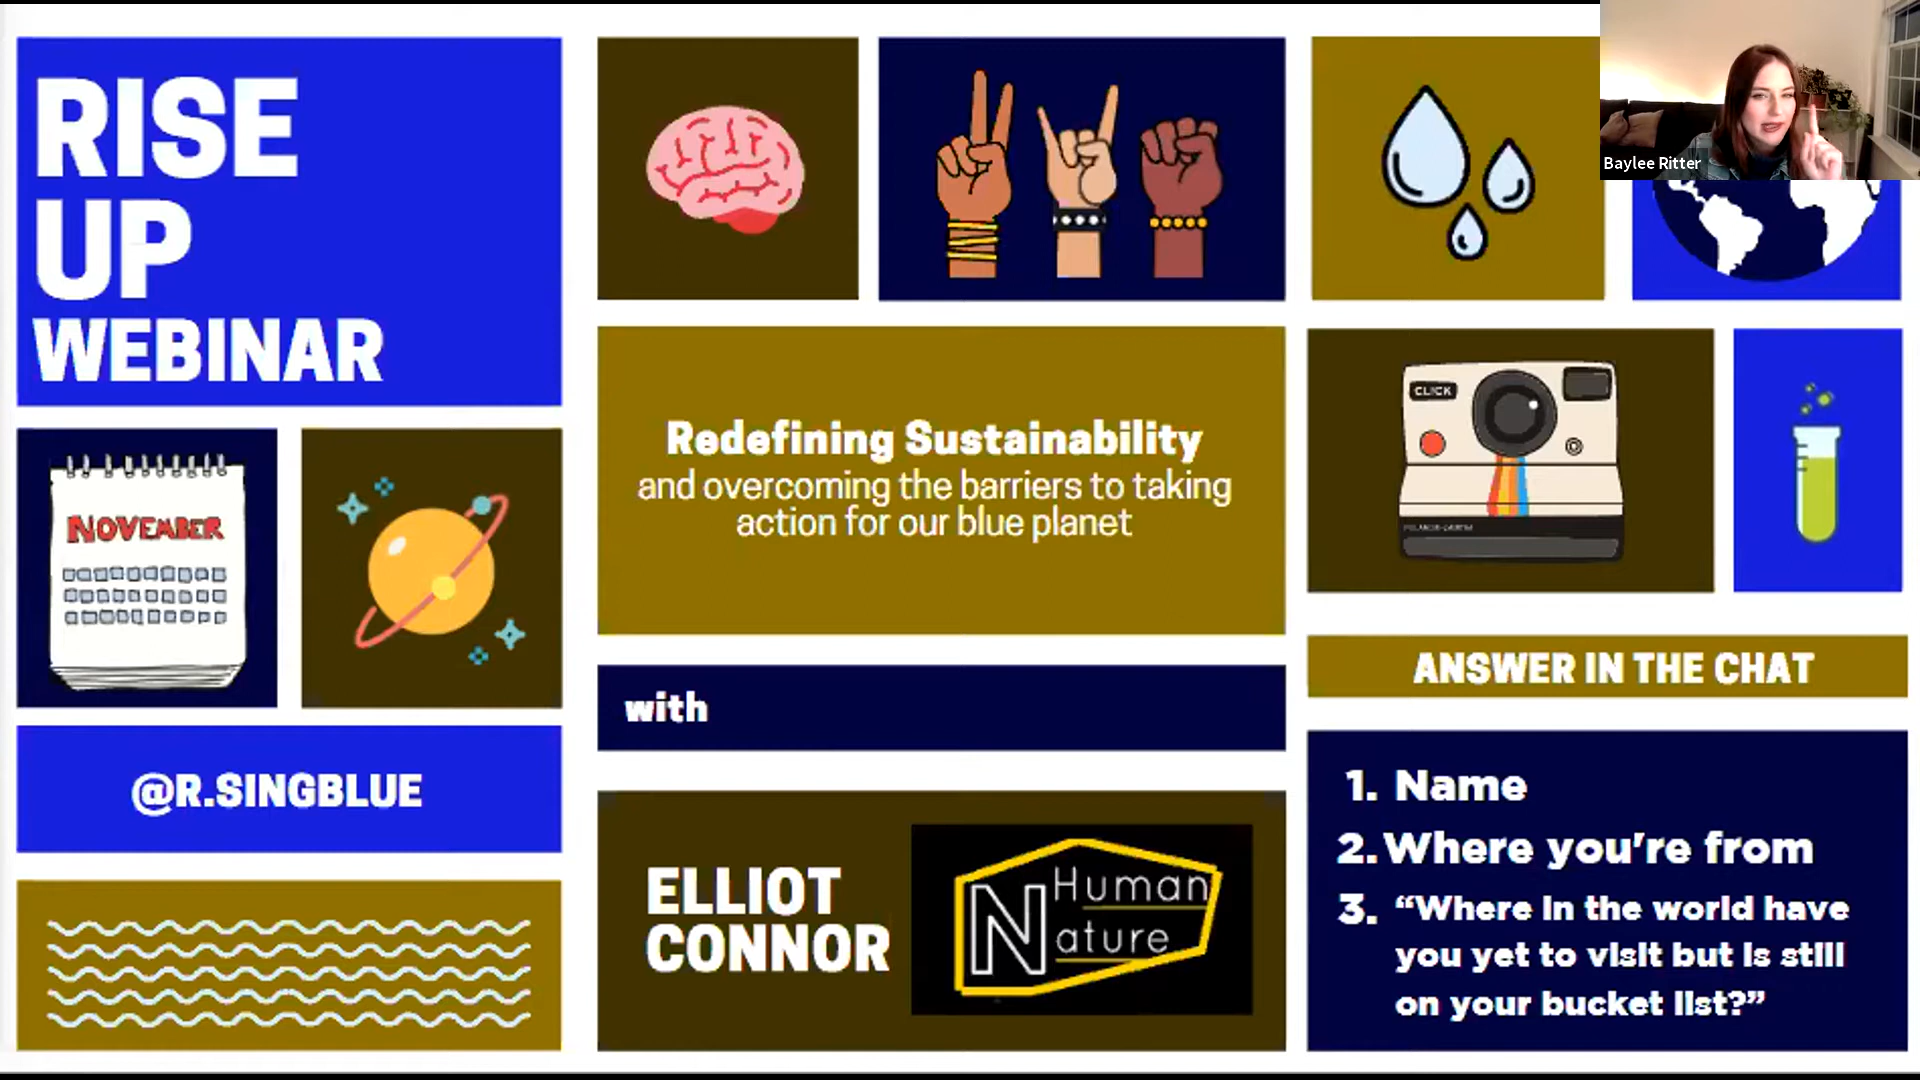 RISE
UP
WEBINAR
NOVEMBER
@R.SINGBLUE
Redefining Sustainability
and overcoming the barriers to taking
action for our blue planet
with
ELLIOT
CONNOR
Human
Nature
Baylee Ritter
CLICK
ANSWER IN THE CHAT
1. Name
2. Where you're from
3. “Where in the world have
you yet to visit but is still
on your bucket list?”